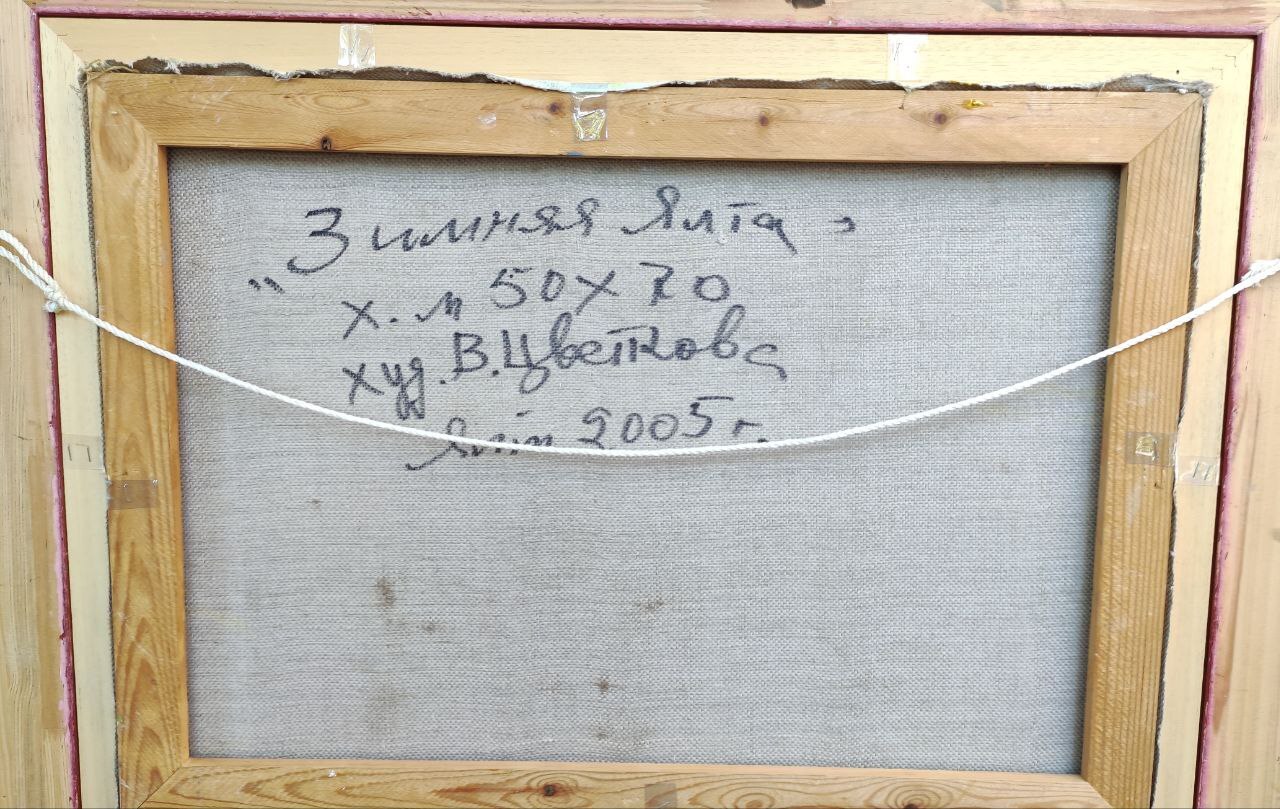 „Зимняя Ялта”
х.м 50х70
худ. В. Цветкова
2005 г.